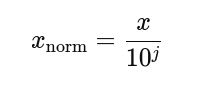 x_norm = x / 10^j